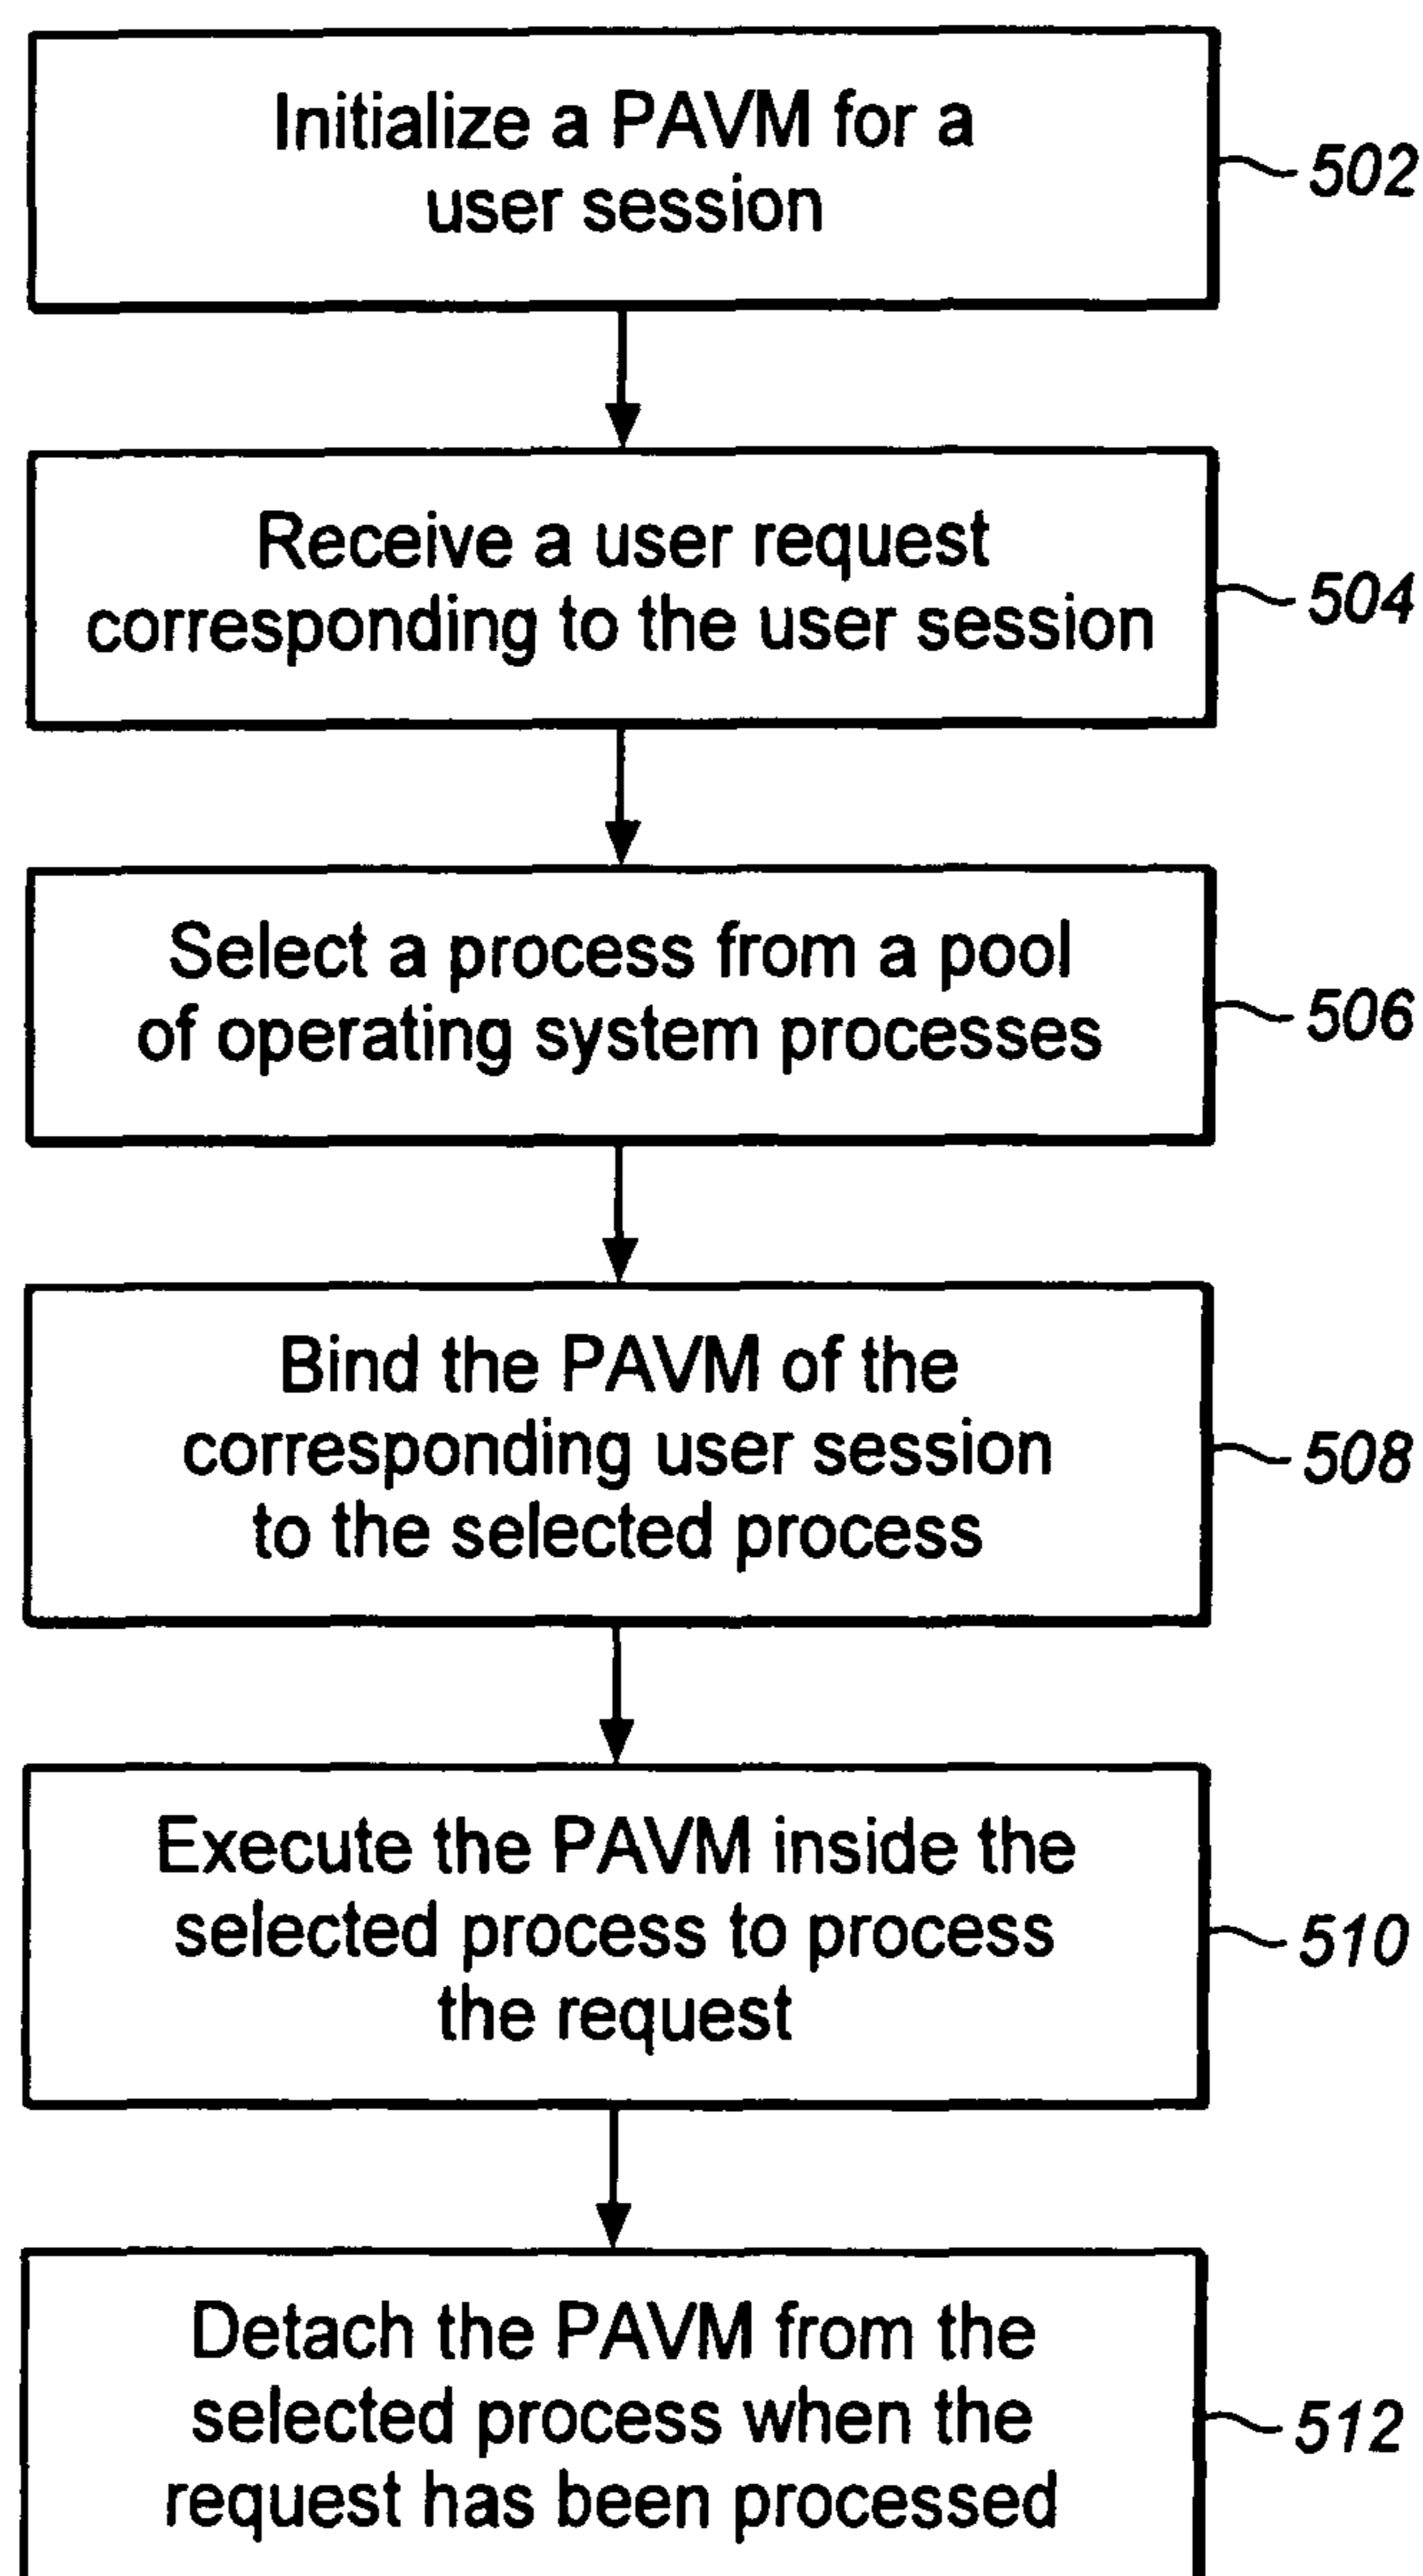 Initialize a PAVM for a
user session
502
Receive a user request
corresponding to the user session
504
Select a process from a pool
of operating system processes
506
Bind the PAVM of the
corresponding user session
to the selected process
508
Execute the PAVM inside the
selected process to process
the request
510
Detach the PAVM from the
selected process when the
request has been processed
512